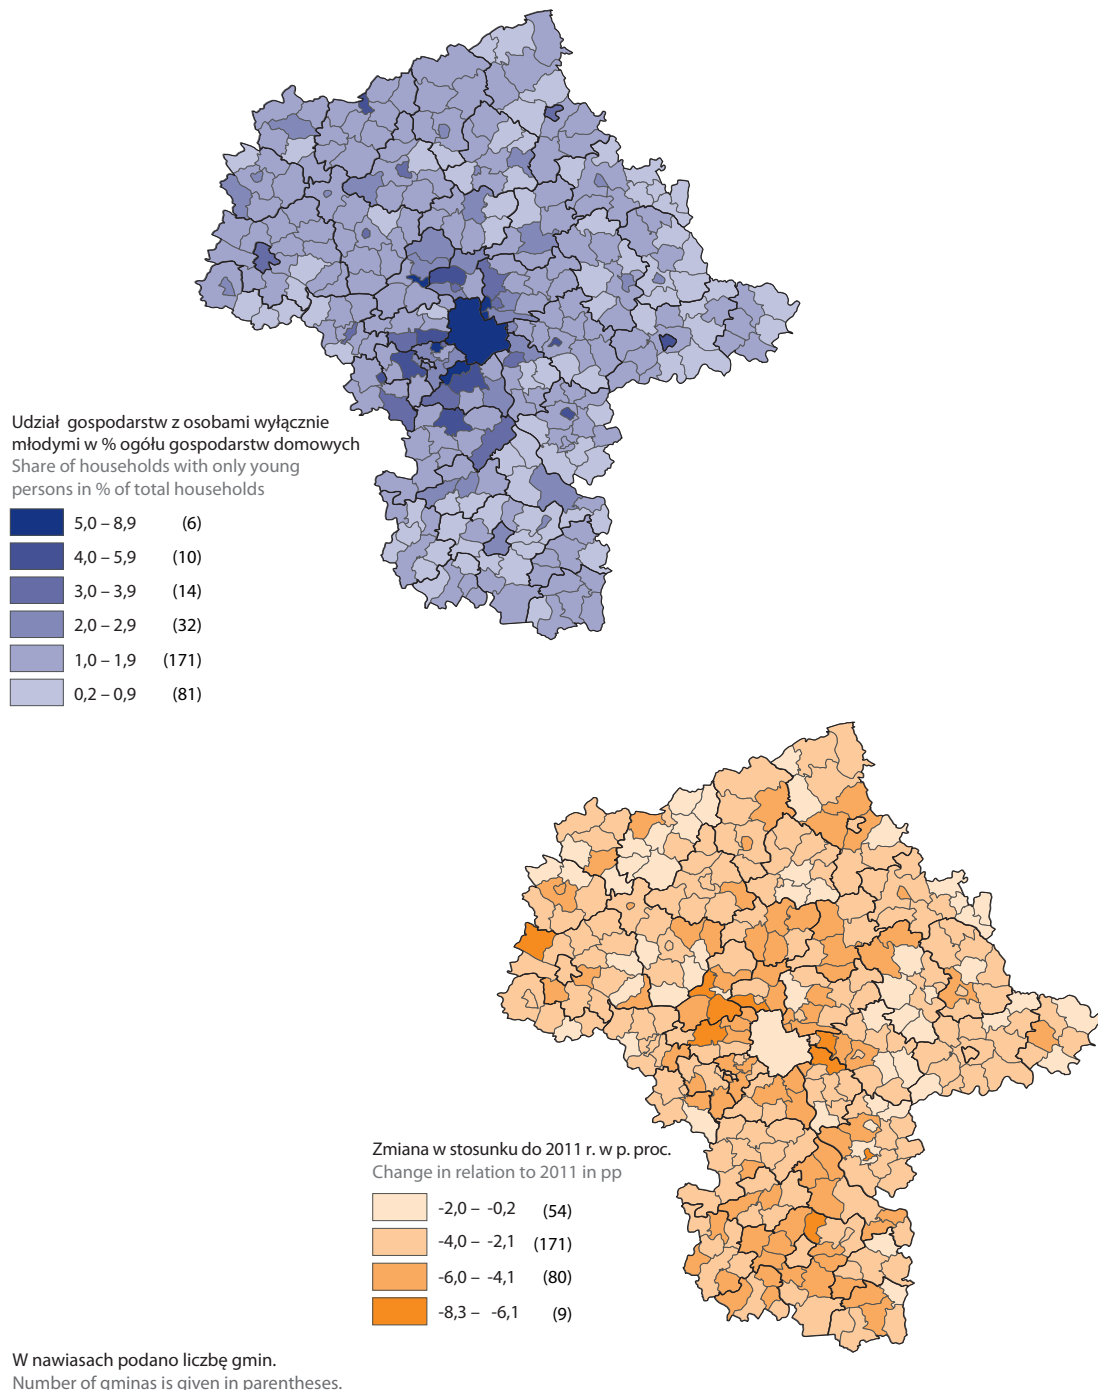 Udział gospodarstw z osobami wyłącznie
młodymi w % ogółu gospodarstw domowych
Share of households with only young
persons in % of total households
5,0 – 8,9 (6)
4,0 – 5,9 (10)
3,0 – 3,9 (14)
2,0 – 2,9 (32)
1,0 – 1,9 (171)
0,2 – 0,9 (81)
Zmiana w stosunku do 2011 r. w p. proc.
Change in relation to 2011 in pp
-2,0 – -0,2 (54)
-4,0 – -2,1 (171)
-6,0 – -4,1 (80)
-8,3 – -6,1 (9)
W nawiasach podano liczbę gmin.
Number of gminas is given in parentheses.